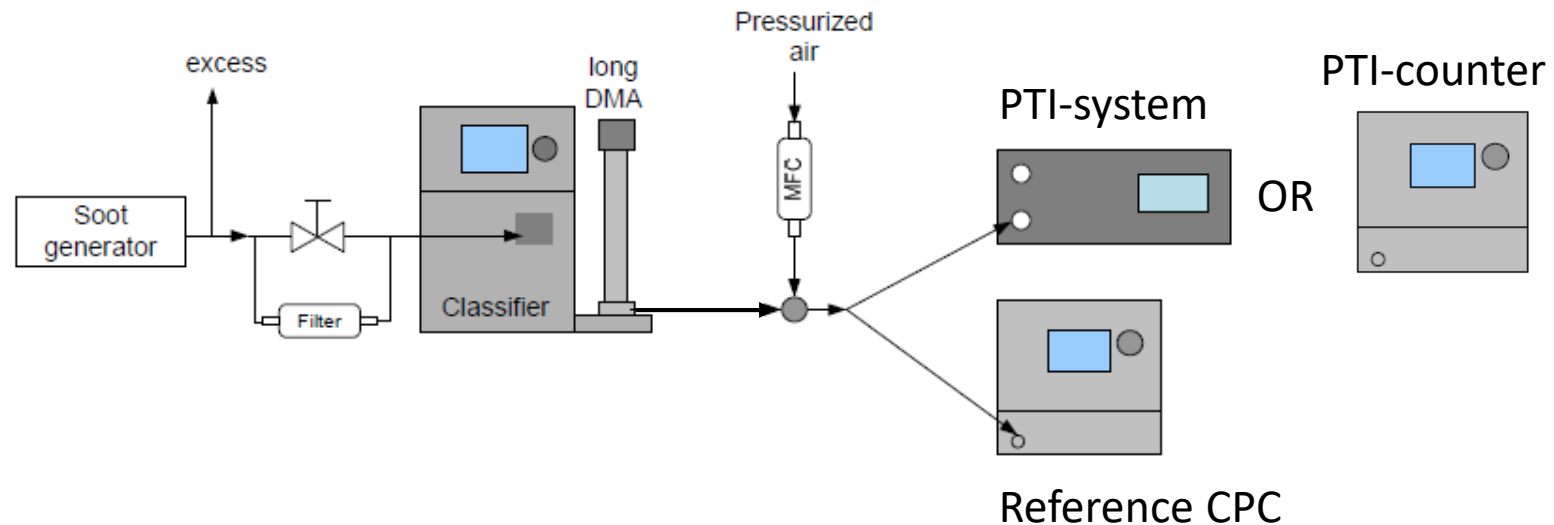 Pressurized
air
excess
long
DMA
PTI-system
PTI-counter
MFC
OR
Soot
generator
Classifier
Filter
Reference CPC